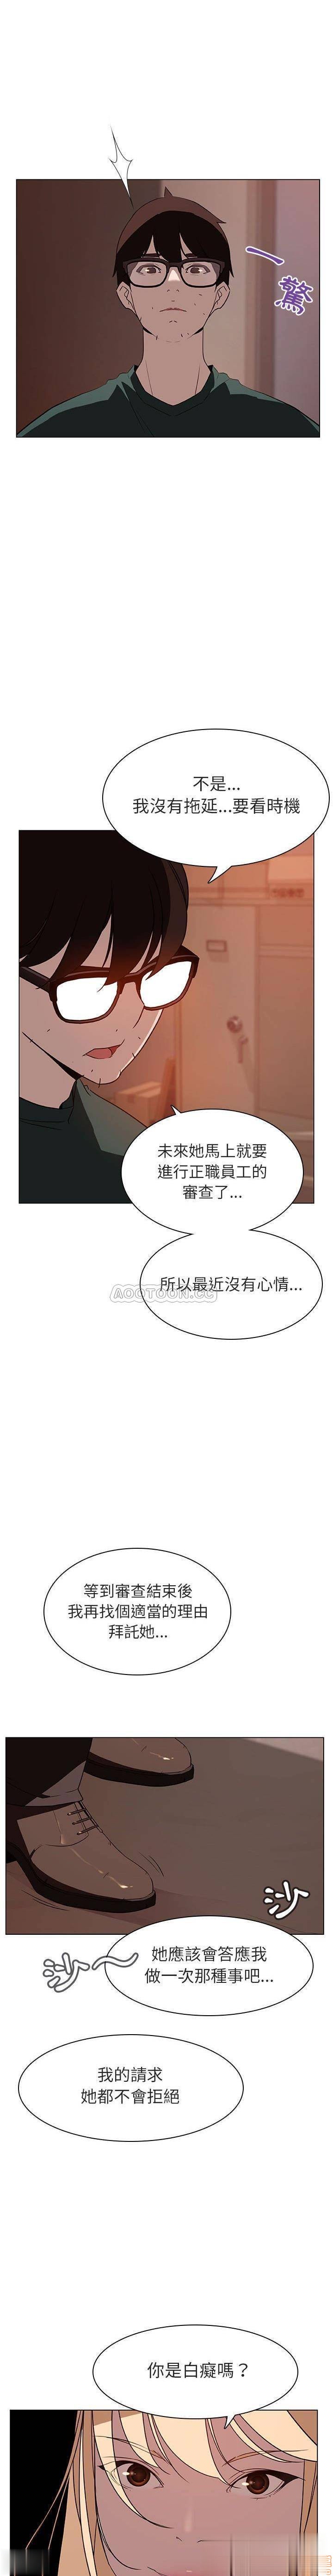 一驚
不是...
我沒有拖延...要看時機
未來她馬上就要
進行正職員工的
審查了...
所以最近沒有心情...
AOOTOON.CC
等到審查結束後
我再找個適當的理由
拜託她...
沙
沙～
她應該會答應我
做一次那種事吧...
我的請求
她都不會拒絕
你是白癡嗎？